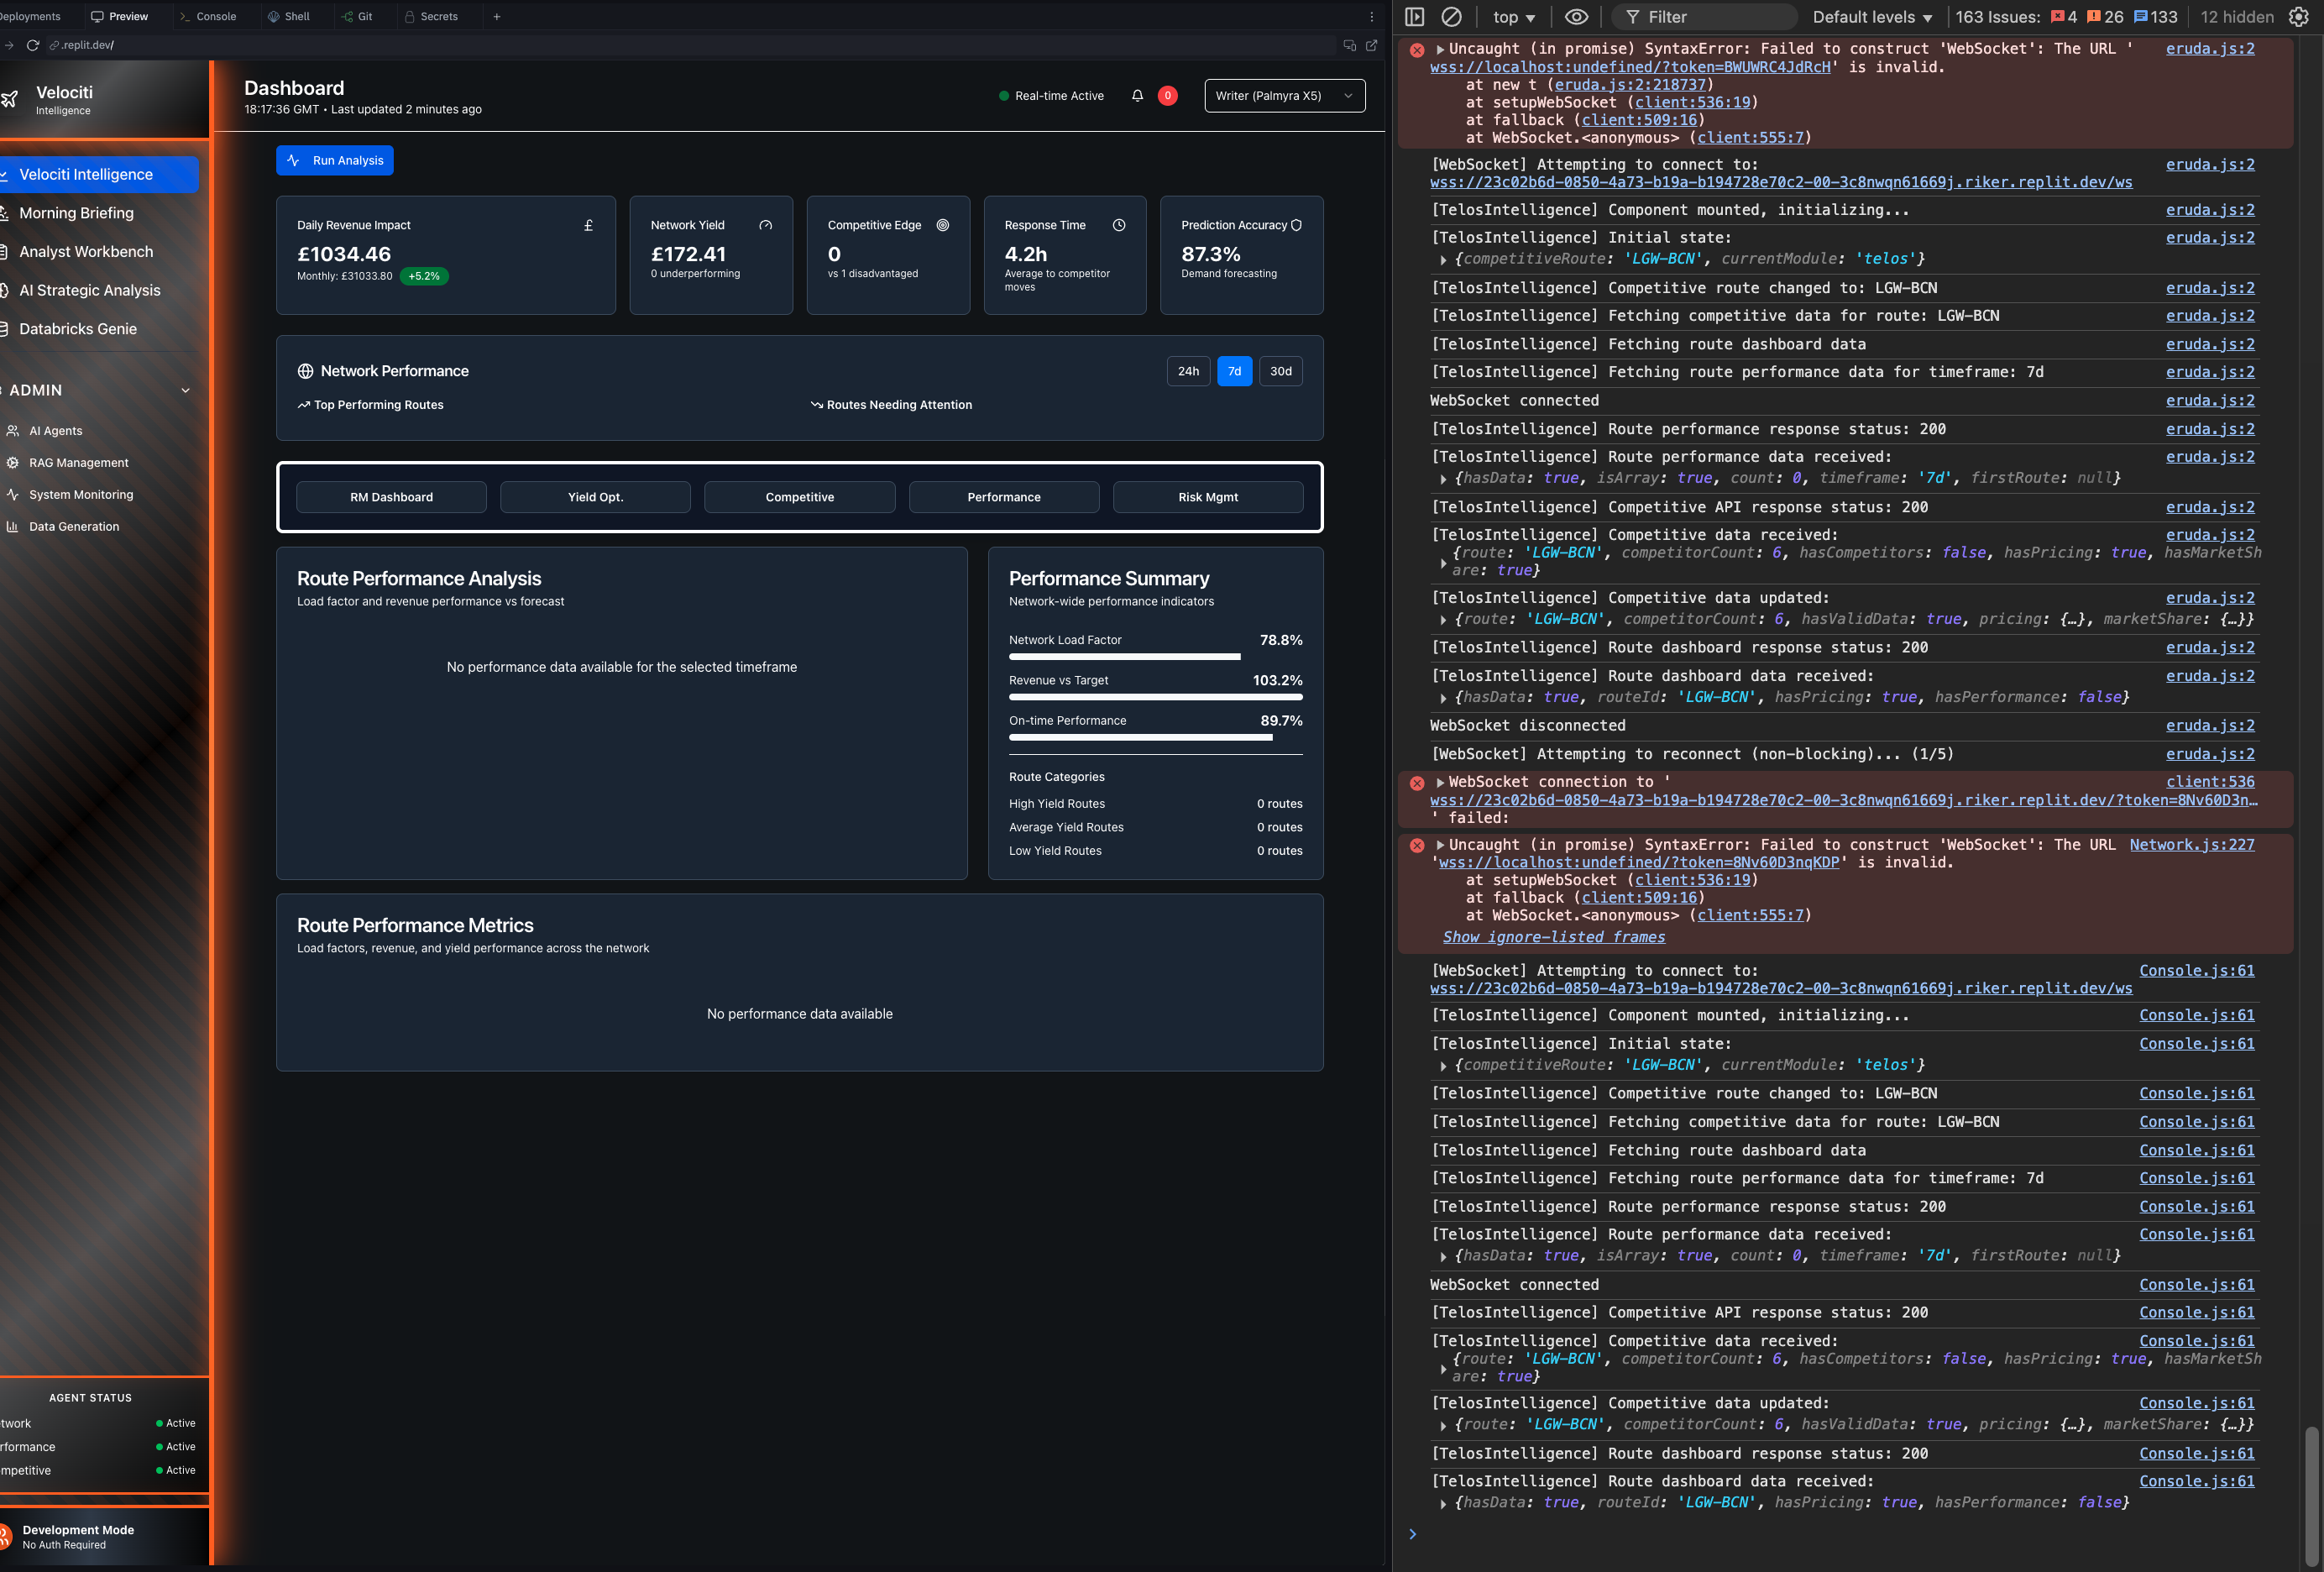 Deployments
Preview
Console
Shell
Git
Secrets
.replit.dev/
Velociti
Intelligence
Velociti Intelligence
Morning Briefing
Analyst Workbench
AI Strategic Analysis
Databricks Genie
ADMIN
AI Agents
RAG Management
System Monitoring
Data Generation
AGENT STATUS
twork
Active
rformance
Active
mpetitive
Active
Development Mode
No Auth Required
Dashboard
18:17:36 GMT • Last updated 2 minutes ago
Real-time Active
0
Writer (Palmyra X5)
Run Analysis
Daily Revenue Impact
£
£1034.46
Monthly: £31033.80
+5.2%
Network Yield
£172.41
0 underperforming
Competitive Edge
0
vs 1 disadvantaged
Response Time
4.2h
Average to competitor
moves
Prediction Accuracy
87.3%
Demand forecasting
Network Performance
24h
7d
30d
Top Performing Routes
Routes Needing Attention
RM Dashboard
Yield Opt.
Competitive
Performance
Risk Mgmt
Route Performance Analysis
Load factor and revenue performance vs forecast
No performance data available for the selected timeframe
Performance Summary
Network-wide performance indicators
Network Load Factor 78.8%
Revenue vs Target 103.2%
On-time Performance 89.7%
Route Categories
High Yield Routes 0 routes
Average Yield Routes 0 routes
Low Yield Routes 0 routes
Route Performance Metrics
Load factors, revenue, and yield performance across the network
No performance data available
top
Filter
Default levels
163 Issues: 4 26 133
12 hidden
Uncaught (in promise) SyntaxError: Failed to construct 'WebSocket': The URL ' eruda.js:2
wss://localhost:undefined/?token=BWUWRC4JdRcH' is invalid.
at new t (eruda.js:2:218737)
at setupWebSocket (client:536:19)
at fallback (client:509:16)
at WebSocket.<anonymous> (client:555:7)
[WebSocket] Attempting to connect to: eruda.js:2
wss://23c02b6d-0850-4a73-b19a-b194728e70c2-00-3c8nwqn61669j.riker.replit.dev/ws
[TelosIntelligence] Component mounted, initializing... eruda.js:2
[TelosIntelligence] Initial state: eruda.js:2
{competitiveRoute: 'LGW-BCN', currentModule: 'telos'}
[TelosIntelligence] Competitive route changed to: LGW-BCN eruda.js:2
[TelosIntelligence] Fetching competitive data for route: LGW-BCN eruda.js:2
[TelosIntelligence] Fetching route dashboard data eruda.js:2
[TelosIntelligence] Fetching route performance data for timeframe: 7d eruda.js:2
WebSocket connected eruda.js:2
[TelosIntelligence] Route performance response status: 200 eruda.js:2
[TelosIntelligence] Route performance data received: eruda.js:2
{hasData: true, isArray: true, count: 0, timeframe: '7d', firstRoute: null}
[TelosIntelligence] Competitive API response status: 200 eruda.js:2
[TelosIntelligence] Competitive data received: eruda.js:2
{route: 'LGW-BCN', competitorCount: 6, hasCompetitors: false, hasPricing: true, hasMarketSh
are: true}
[TelosIntelligence] Competitive data updated: eruda.js:2
{route: 'LGW-BCN', competitorCount: 6, hasValidData: true, pricing: {…}, marketShare: {…}}
[TelosIntelligence] Route dashboard response status: 200 eruda.js:2
[TelosIntelligence] Route dashboard data received: eruda.js:2
{hasData: true, routeId: 'LGW-BCN', hasPricing: true, hasPerformance: false}
WebSocket disconnected eruda.js:2
[WebSocket] Attempting to reconnect (non-blocking)... (1/5) eruda.js:2
WebSocket connection to ' client:536
wss://23c02b6d-0850-4a73-b19a-b194728e70c2-00-3c8nwqn61669j.riker.replit.dev/?token=8Nv60D3n…
' failed:
Uncaught (in promise) SyntaxError: Failed to construct 'WebSocket': The URL Network.js:227
'wss://localhost:undefined/?token=8Nv60D3nqKDP' is invalid.
at setupWebSocket (client:536:19)
at fallback (client:509:16)
at WebSocket.<anonymous> (client:555:7)
Show ignore-listed frames
[WebSocket] Attempting to connect to: Console.js:61
wss://23c02b6d-0850-4a73-b19a-b194728e70c2-00-3c8nwqn61669j.riker.replit.dev/ws
[TelosIntelligence] Component mounted, initializing... Console.js:61
[TelosIntelligence] Initial state: Console.js:61
{competitiveRoute: 'LGW-BCN', currentModule: 'telos'}
[TelosIntelligence] Competitive route changed to: LGW-BCN Console.js:61
[TelosIntelligence] Fetching competitive data for route: LGW-BCN Console.js:61
[TelosIntelligence] Fetching route dashboard data Console.js:61
[TelosIntelligence] Fetching route performance data for timeframe: 7d Console.js:61
[TelosIntelligence] Route performance response status: 200 Console.js:61
[TelosIntelligence] Route performance data received: Console.js:61
{hasData: true, isArray: true, count: 0, timeframe: '7d', firstRoute: null}
WebSocket connected Console.js:61
[TelosIntelligence] Competitive API response status: 200 Console.js:61
[TelosIntelligence] Competitive data received: Console.js:61
{route: 'LGW-BCN', competitorCount: 6, hasCompetitors: false, hasPricing: true, hasMarketSh
are: true}
[TelosIntelligence] Competitive data updated: Console.js:61
{route: 'LGW-BCN', competitorCount: 6, hasValidData: true, pricing: {…}, marketShare: {…}}
[TelosIntelligence] Route dashboard response status: 200 Console.js:61
[TelosIntelligence] Route dashboard data received: Console.js:61
{hasData: true, routeId: 'LGW-BCN', hasPricing: true, hasPerformance: false}